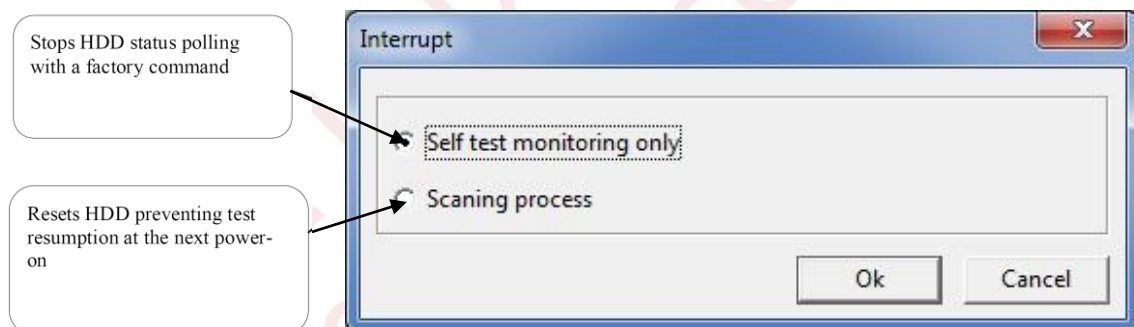 Stops HDD status polling
with a factory command
Interrupt
Self test monitoring only
Scaning process
Resets HDD preventing test
resumption at the next power-
on
Ok
Cancel